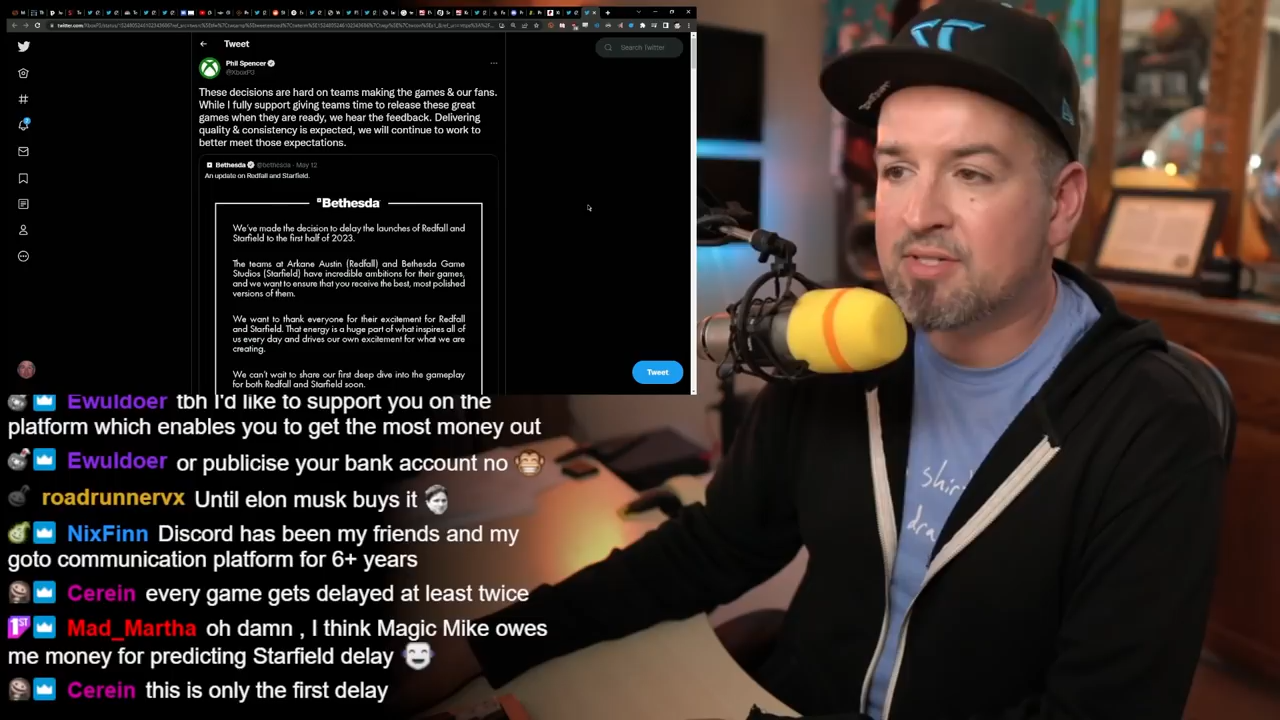 Tweet
Search Twitter
Phil Spencer
@XboxP3
These decisions are hard on teams making the games & our fans.
While I fully support giving teams time to release these great
games when they are ready, we hear the feedback. Delivering
quality & consistency is expected, we will continue to work to
better meet those expectations.
Bethesda @bethesda · May 12
An update on Redfall and Starfield.
Bethesda
We've made the decision to delay the launches of Redfall and
Starfield to the first half of 2023.
The teams at Arkane Austin (Redfall) and Bethesda Game
Studios (Starfield) have incredible ambitions for their games,
and we want to ensure that you receive the best, most polished
versions of them.
We want to thank everyone for their excitement for Redfall
and Starfield. That energy is a huge part of what inspires all of
us every day and drives our own excitement for what we are
creating.
We can't wait to share our first deep dive into the gameplay
for both Redfall and Starfield soon.
Tweet
Ewuldoer tbh I'd like to support you on the
platform which enables you to get the most money out
Ewuldoer or publicise your bank account no
roadrunnervx Until elon musk buys it
NixFinn Discord has been my friends and my
goto communication platform for 6+ years
Cerein every game gets delayed at least twice
1ST Mad_Martha oh damn , I think Magic Mike owes
me money for predicting Starfield delay
Cerein this is only the first delay